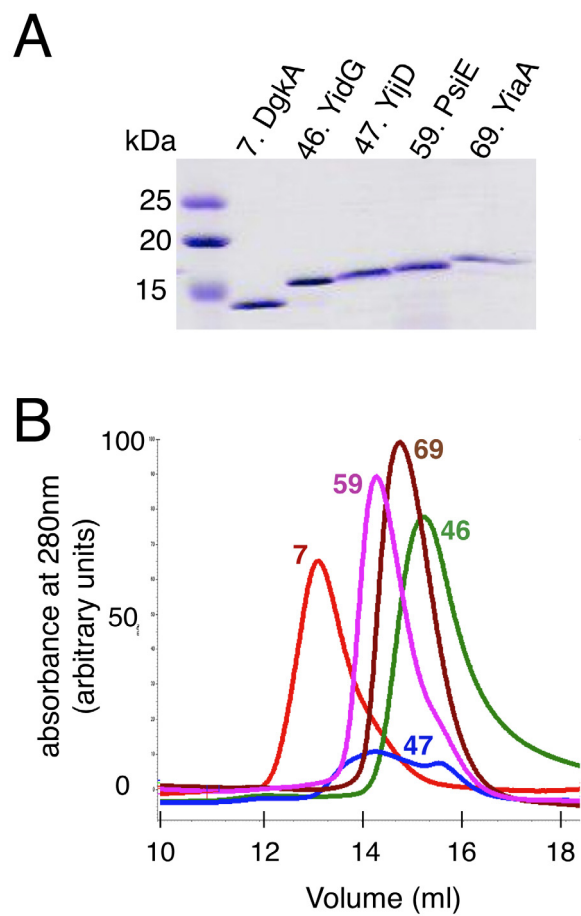 A
7. DgkA
46. YidG
47. YijD
59. PsiE
69. YiaA
kDa
25
20
15
B
100
50
0
absorbance at 280nm
(arbitrary units)
7
59
69
46
47
10
12
14
16
18
Volume (ml)